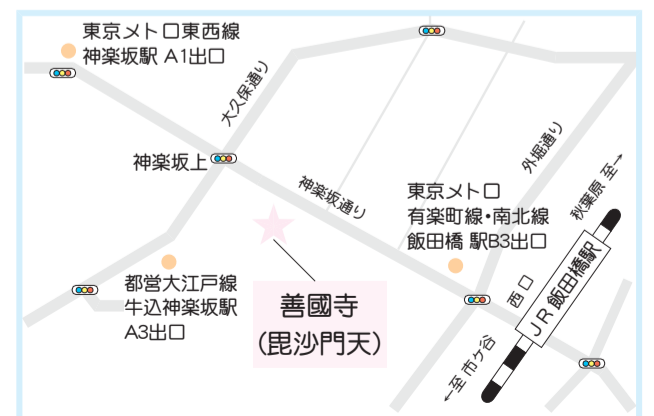 東京メトロ東西線
神楽坂駅 A1出口
大久保通り
神楽坂上
神楽坂通り
外堀通り
秋葉原 至→
東京メトロ
有楽町線・南北線
飯田橋 駅B3出口
都営大江戸線
牛込神楽坂駅
A3出口
善國寺
(毘沙門天)
西口
JR飯田橋駅
←至 市ヶ谷